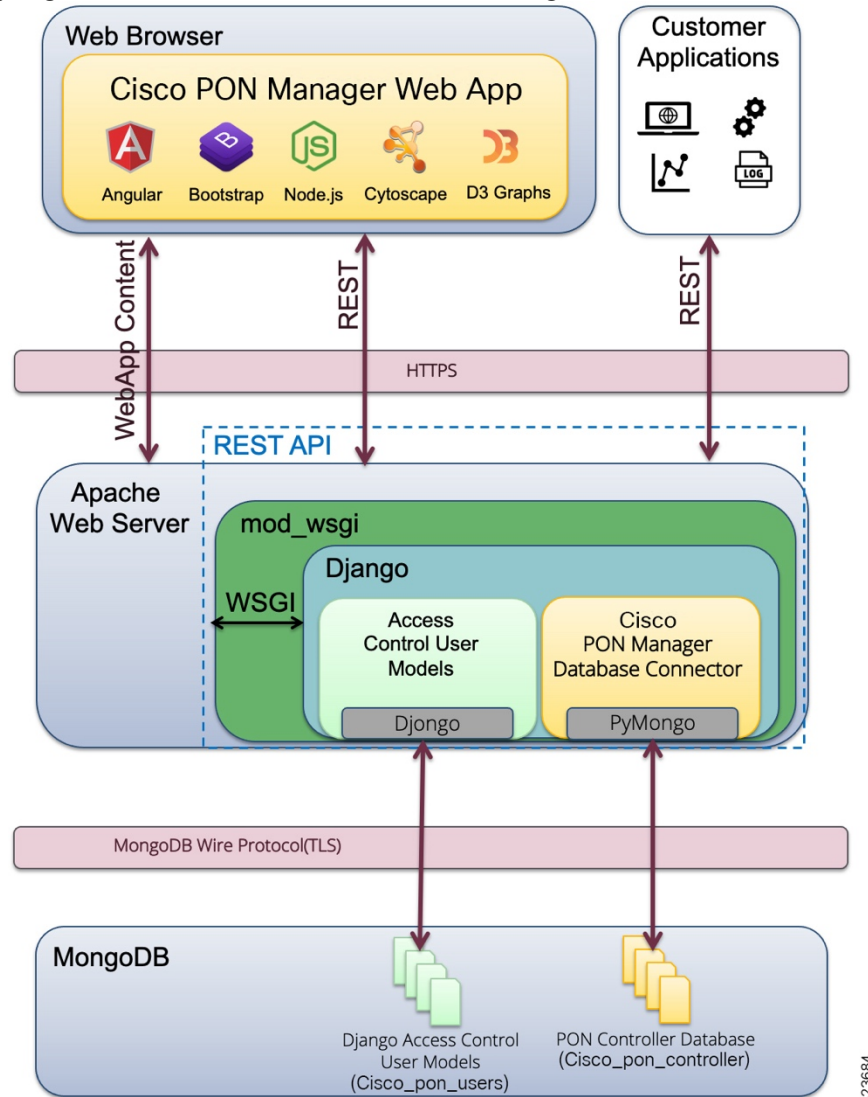 Web Browser
Cisco PON Manager Web App
Angular
Bootstrap
Node.js
Cytoscape
D3 Graphs
Customer
Applications
LOG
WebApp Content
REST
REST
HTTPS
REST API
Apache
Web Server
mod_wsgi
Django
WSGI
Access
Control User
Models
Djongo
Cisco
PON Manager
Database Connector
PyMongo
MongoDB Wire Protocol(TLS)
MongoDB
Django Access Control
User Models
(Cisco_pon_users)
PON Controller Database
(Cisco_pon_controller)